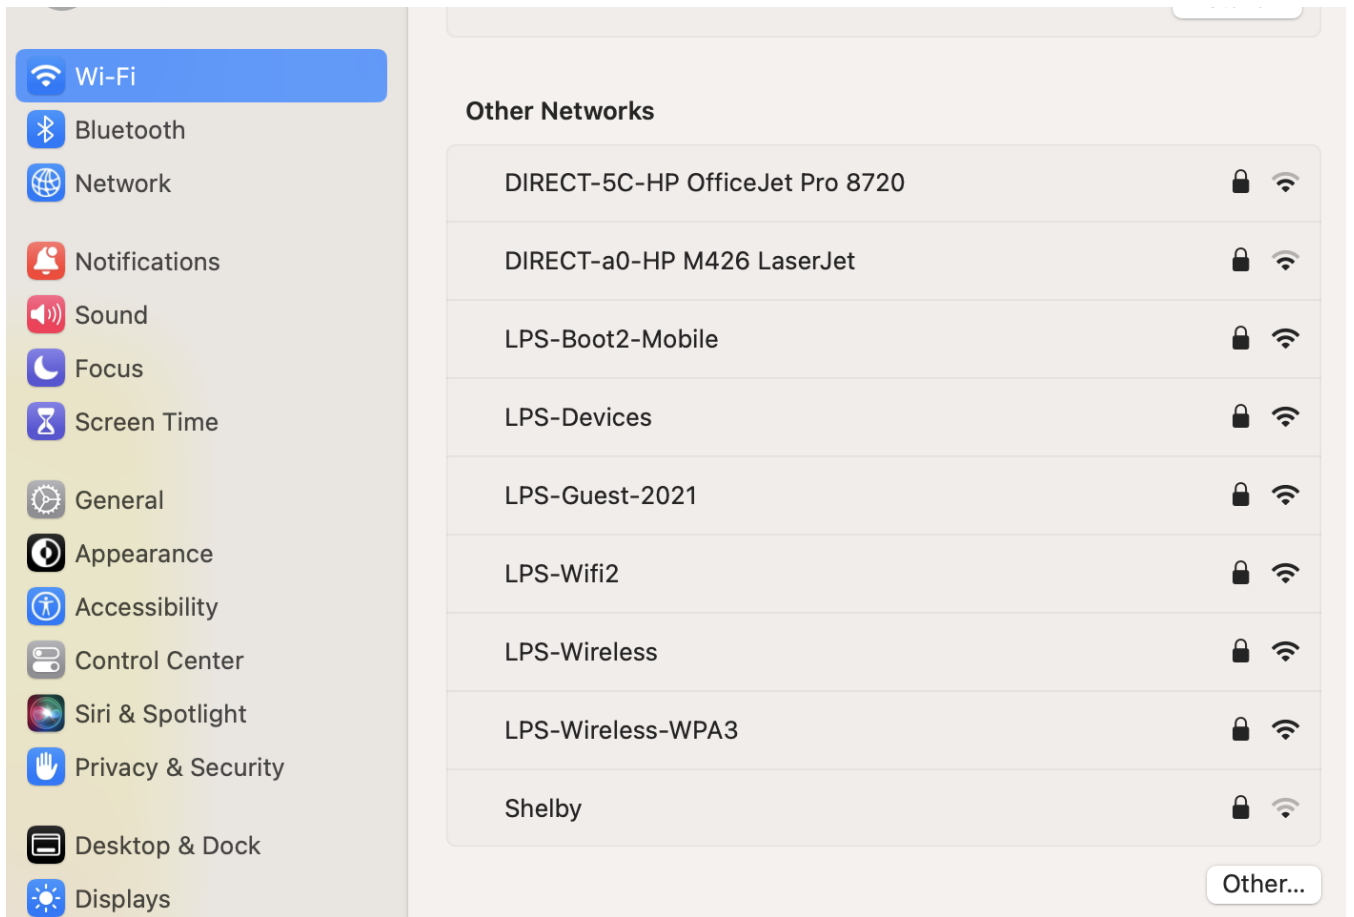 Wi-Fi
Bluetooth
Network
Notifications
Sound
Focus
Screen Time
General
Appearance
Accessibility
Control Center
Siri & Spotlight
Privacy & Security
Desktop & Dock
Displays
Other Networks
DIRECT-5C-HP OfficeJet Pro 8720
DIRECT-a0-HP M426 LaserJet
LPS-Boot2-Mobile
LPS-Devices
LPS-Guest-2021
LPS-Wifi2
LPS-Wireless
LPS-Wireless-WPA3
Shelby
Other...